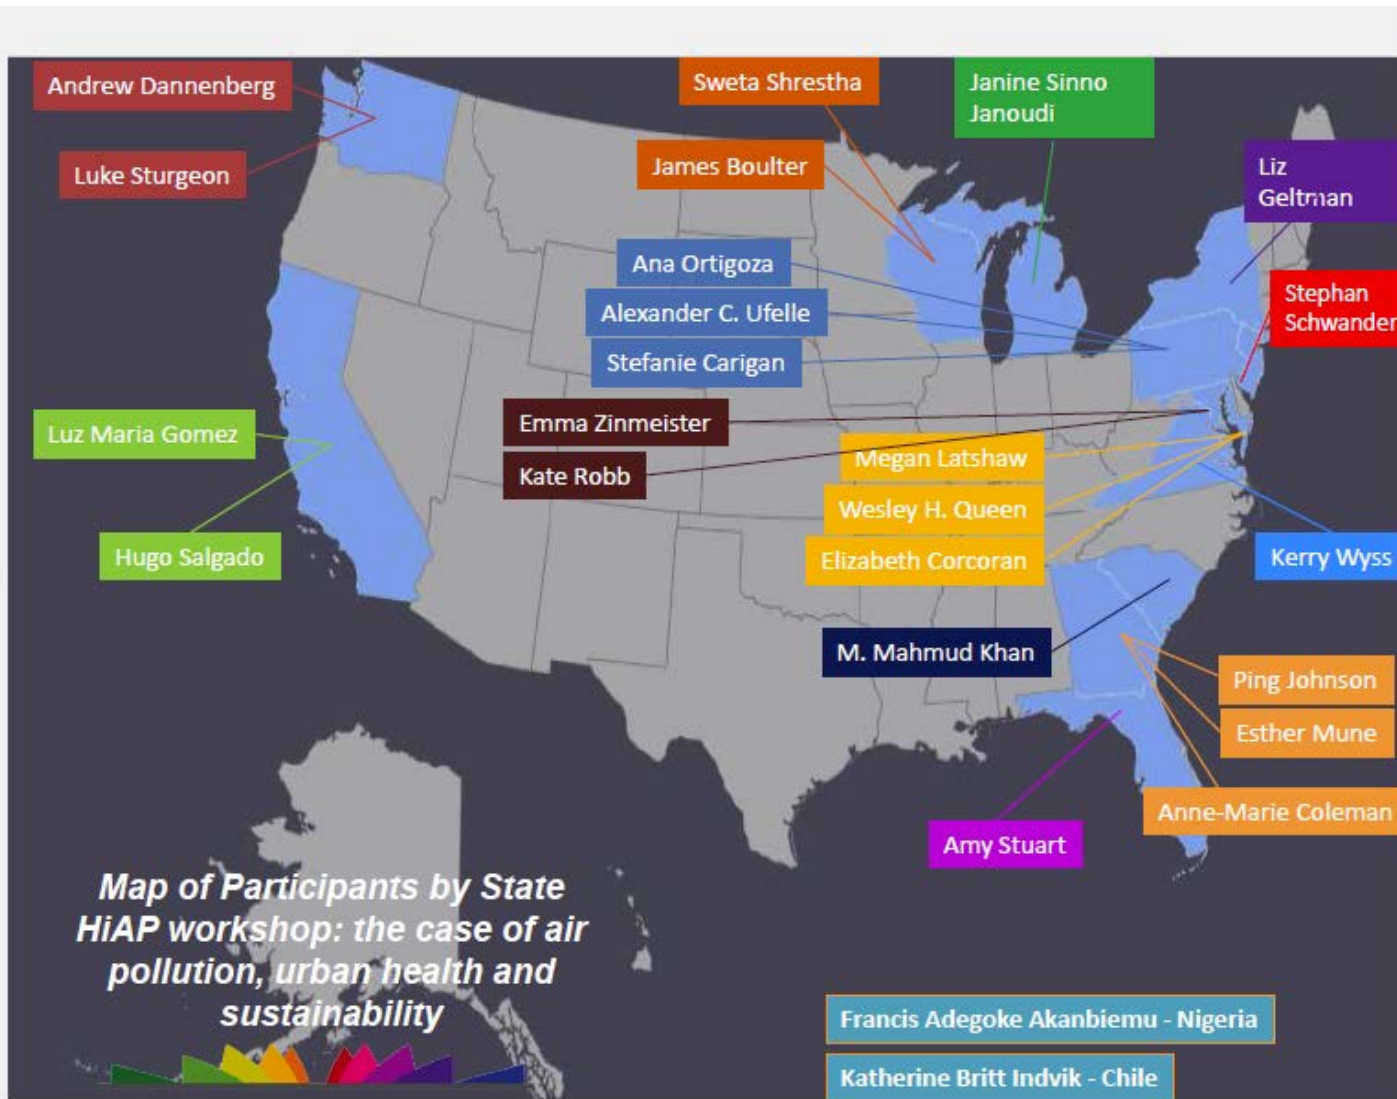 Andrew Dannenberg
Luke Sturgeon
Sweta Shrestha
James Boulter
Janine Sinno
Janoudi
Liz
Geltman
Ana Ortigoza
Alexander C. Ufelle
Stefanie Carigan
Stephan
Schwander
Emma Zinmeister
Kate Robb
Luz Maria Gomez
Hugo Salgado
Megan Latshaw
Wesley H. Queen
Elizabeth Corcoran
Kerry Wyss
M. Mahmud Khan
Ping Johnson
Esther Mune
Anne-Marie Coleman
Amy Stuart
Map of Participants by State
HiAP workshop: the case of air
pollution, urban health and
sustainability
Francis Adegoke Akanbiemu - Nigeria
Katherine Britt Indvik - Chile